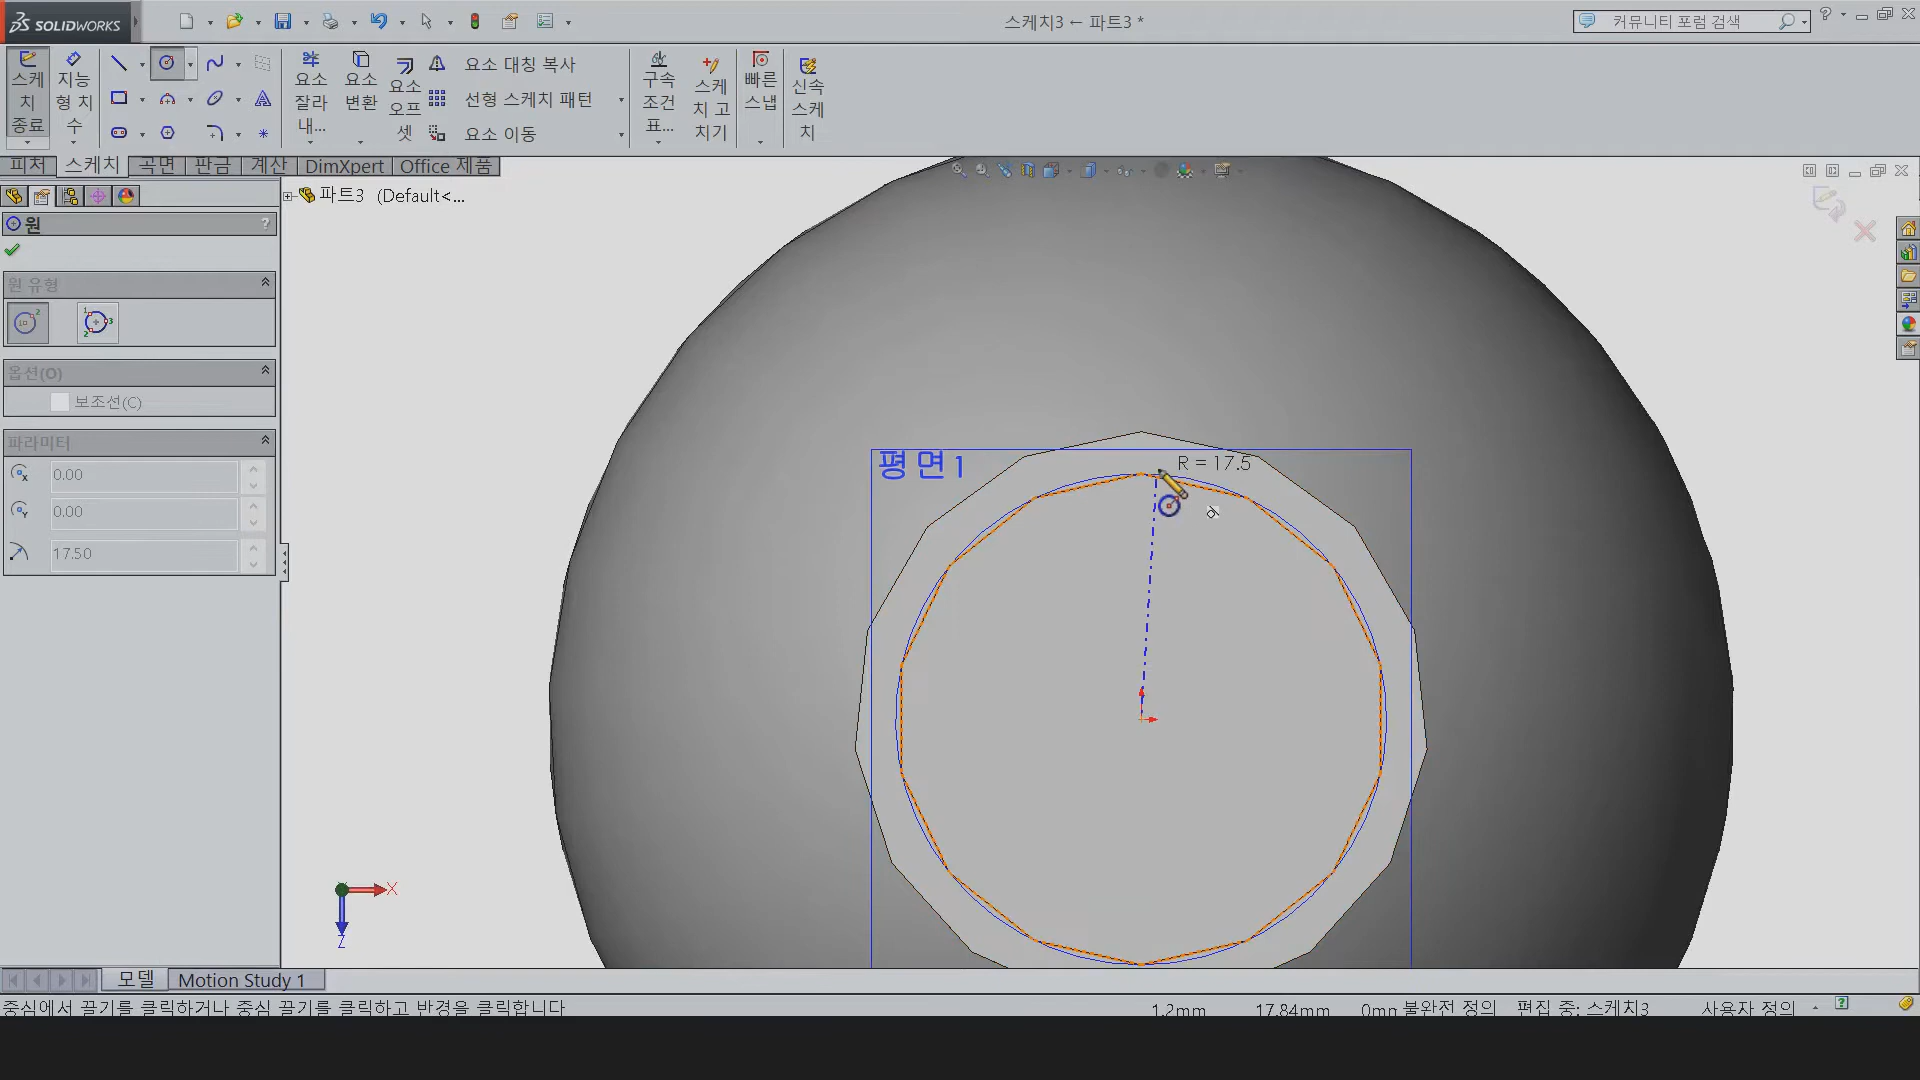 SOLIDWORKS
스케치3 ← 파트3 *
커뮤니티 포럼 검색
스케치 종료
지능형 치수
요소 잘라내...
요소 변환
요소 오프셋
요소 대칭 복사
선형 스케치 패턴
요소 이동
구속조건 표...
스케치 고치기
빠른 스냅
신속 스케치
피처
스케치
곡면
판금
계산
DimXpert
Office 제품
파트3 (Default<...
원
?
원 유형
옵션(O)
보조선(C)
파라미터
0.00
0.00
17.50
평면1
R = 17.5
X
Z
모델
Motion Study 1
중심에서 끌기를 클릭하거나 중심 끌기를 클릭하고 반경을 클릭합니다
1.2mm
17.84mm
0mm
불완전 정의
편집 중: 스케치3
사용자 정의